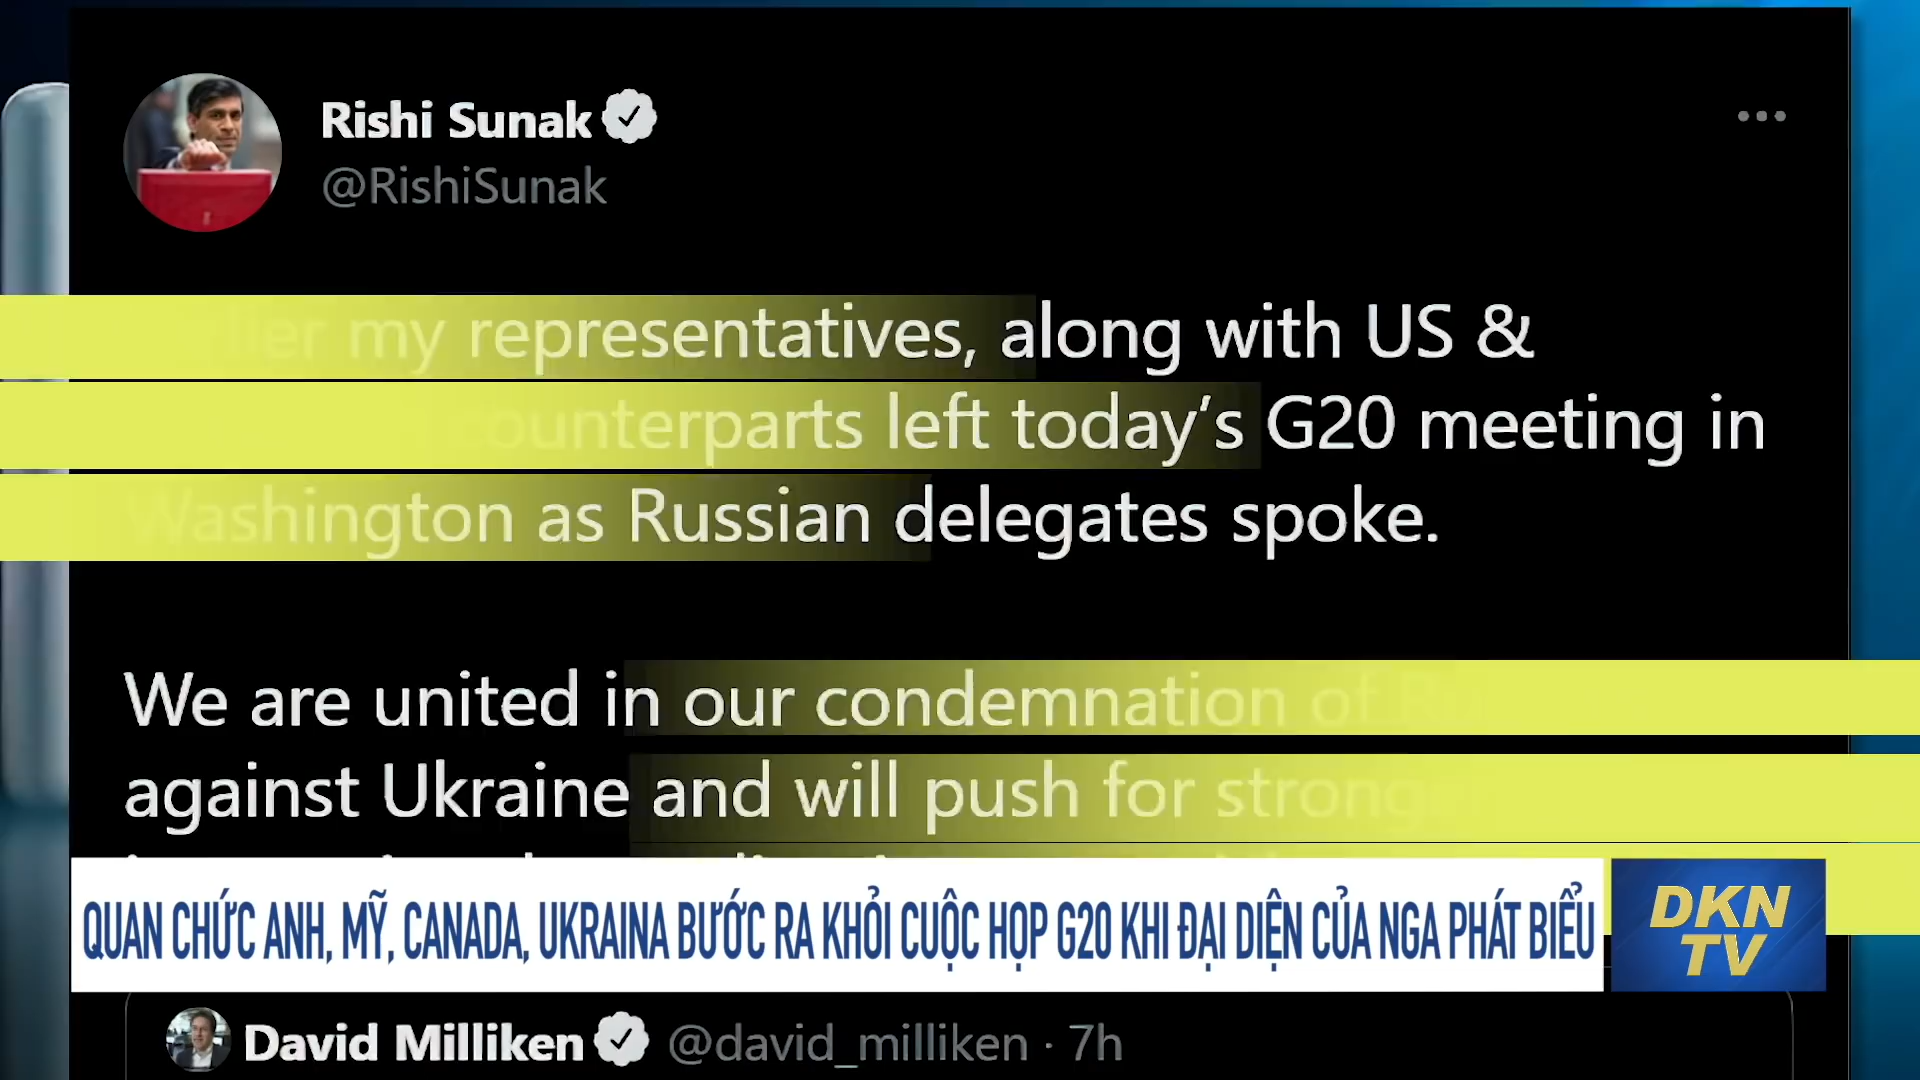 Rishi Sunak
@RishiSunak
my representatives, along with US &
counterparts left today's G20 meeting in
Washington as Russian delegates spoke.
We are united in our condemnation of
against Ukraine and will push for
QUAN CHỨC ANH, MỸ, CANADA, UKRAINA BƯỚC RA KHỎI CUỘC HỌP G20 KHI ĐẠI DIỆN CỦA NGA PHÁT BIỂU
DKN
TV
David Milliken @david_milliken · 7h